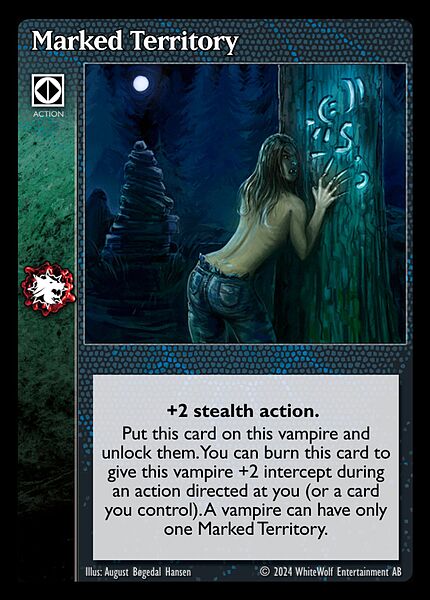 Marked Territory
ACTION
+2 stealth action.
Put this card on this vampire and
unlock them.You can burn this card to
give this vampire +2 intercept during
an action directed at you (or a card
you control).A vampire can have only
one Marked Territory.
Illus: August Bøgedal Hansen © 2024 WhiteWolf Entertainment AB